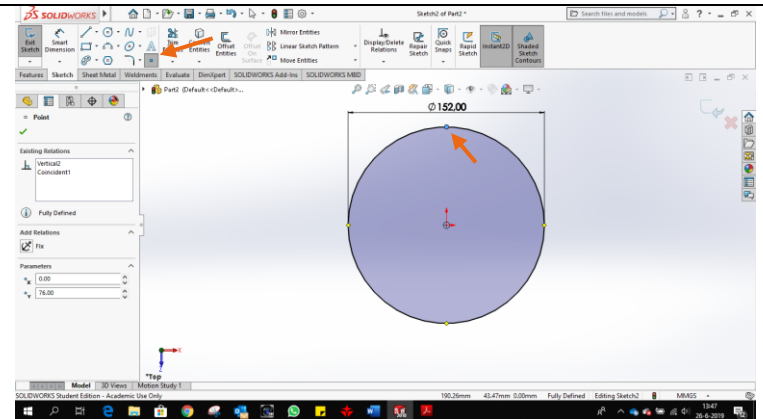 SOLIDWORKS
Sketch2 of Part2 *
Search files and models
Exit Sketch
Smart Dimension
Trim Entities
Convert Entities
Offset Entities
Offset On Surface
Mirror Entities
Linear Sketch Pattern
Move Entities
Display/Delete Relations
Repair Sketch
Quick Snaps
Rapid Sketch
Instant2D
Shaded Sketch Contours
Features Sketch Sheet Metal Weldments Evaluate DimXpert SOLIDWORKS Add-Ins SOLIDWORKS MBD
Part2 (Default<<Default>...
Point
Existing Relations
Vertical2
Coincident1
Fully Defined
Add Relations
Fix
Parameters
0.00
76.00
Ø152,00
*Top
Model 3D Views Motion Study 1
SOLIDWORKS Student Edition - Academic Use Only 190.26mm 43.47mm 0.00mm Fully Defined Editing Sketch2 MMGS
13:47
26-6-2019